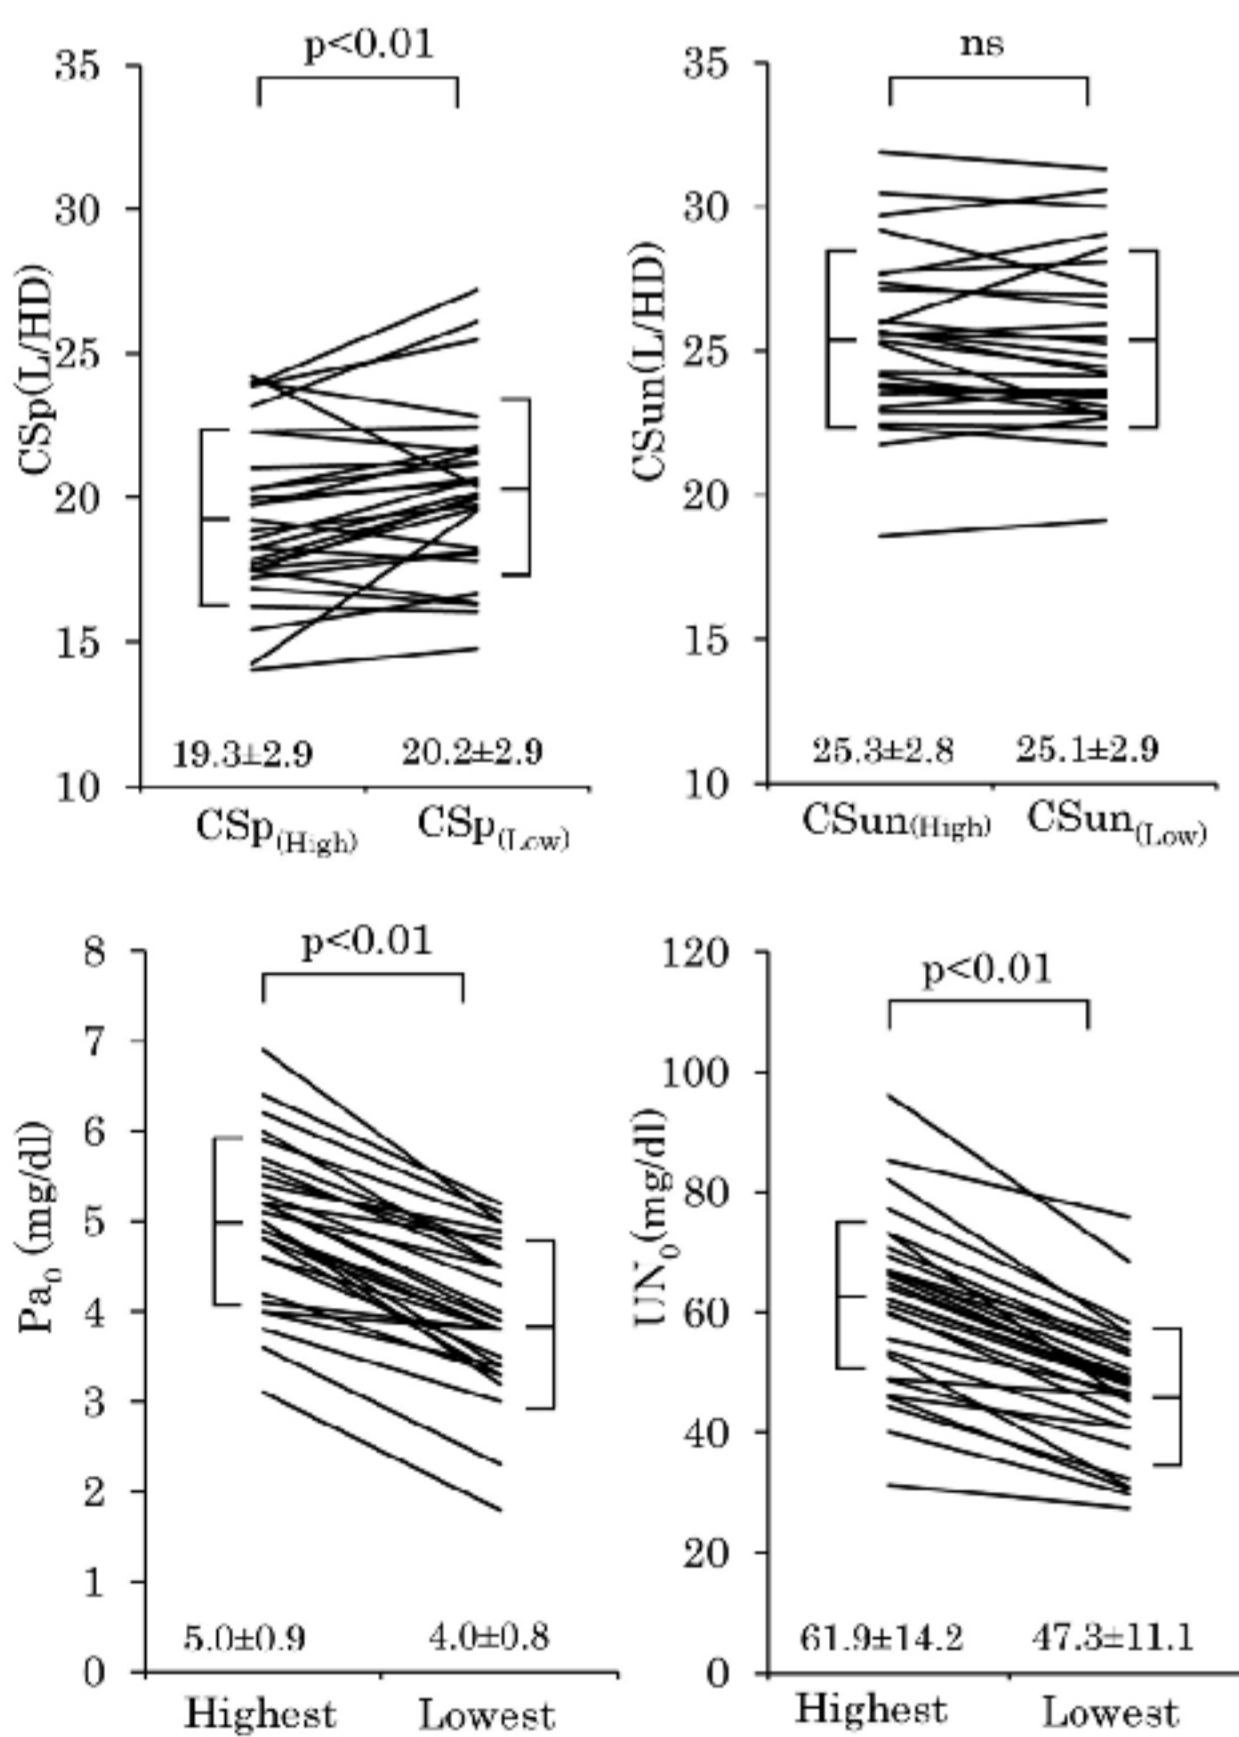 p<0.01
35
30
25
20
15
10
CSp(L/HD)
19.3±2.9 20.2±2.9
CSp(High) CSp(Low)
ns
35
30
25
20
15
10
CSun(L/HD)
25.3±2.8 25.1±2.9
CSun(High) CSun(Low)
p<0.01
8
7
6
5
4
3
2
1
0
Pa0 (mg/dl)
5.0±0.9 4.0±0.8
Highest Lowest
p<0.01
120
100
80
60
40
20
0
UN0(mg/dl)
61.9±14.2 47.3±11.1
Highest Lowest